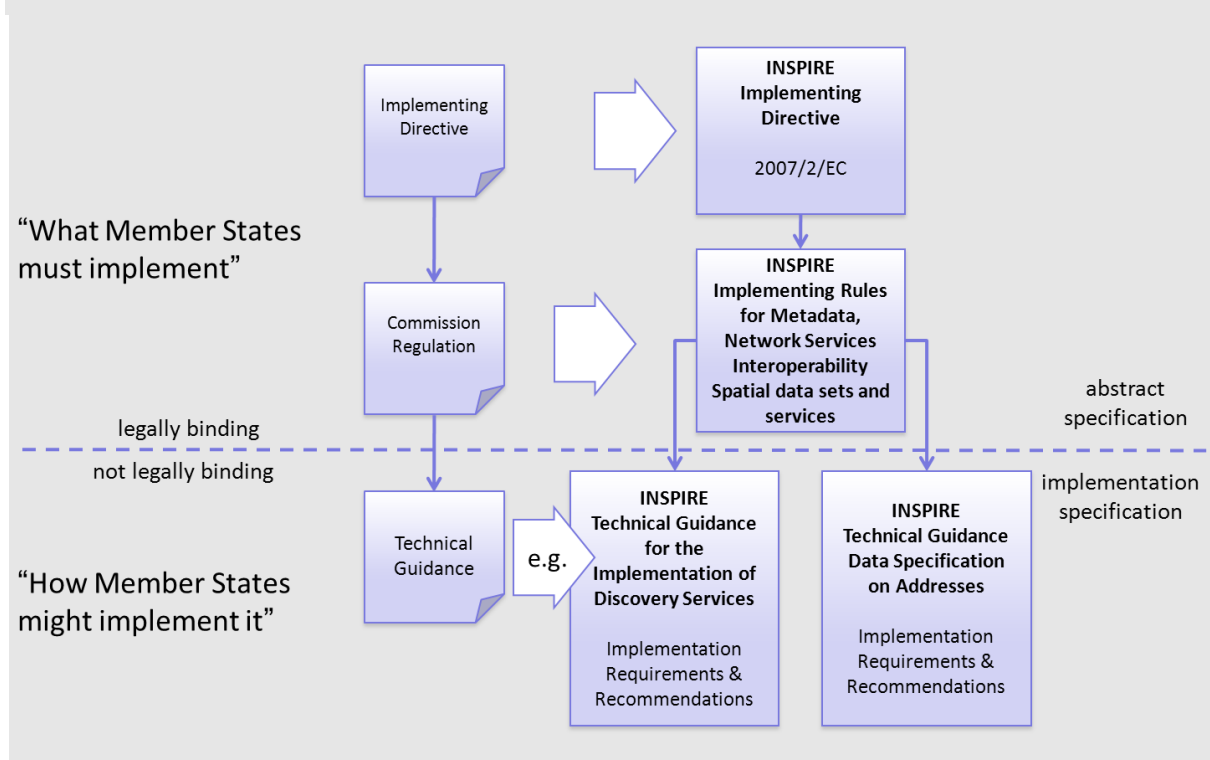 Implementing
Directive
INSPIRE
Implementing
Directive
2007/2/EC
“What Member States
must implement”
Commission
Regulation
INSPIRE
Implementing Rules
for Metadata,
Network Services
Interoperability
Spatial data sets and
services
abstract
specification
legally binding
not legally binding
implementation
specification
“How Member States
might implement it”
Technical
Guidance
e.g.
INSPIRE
Technical Guidance
for the
Implementation of
Discovery Services
Implementation
Requirements &
Recommendations
INSPIRE
Technical Guidance
Data Specification
on Addresses
Implementation
Requirements &
Recommendations